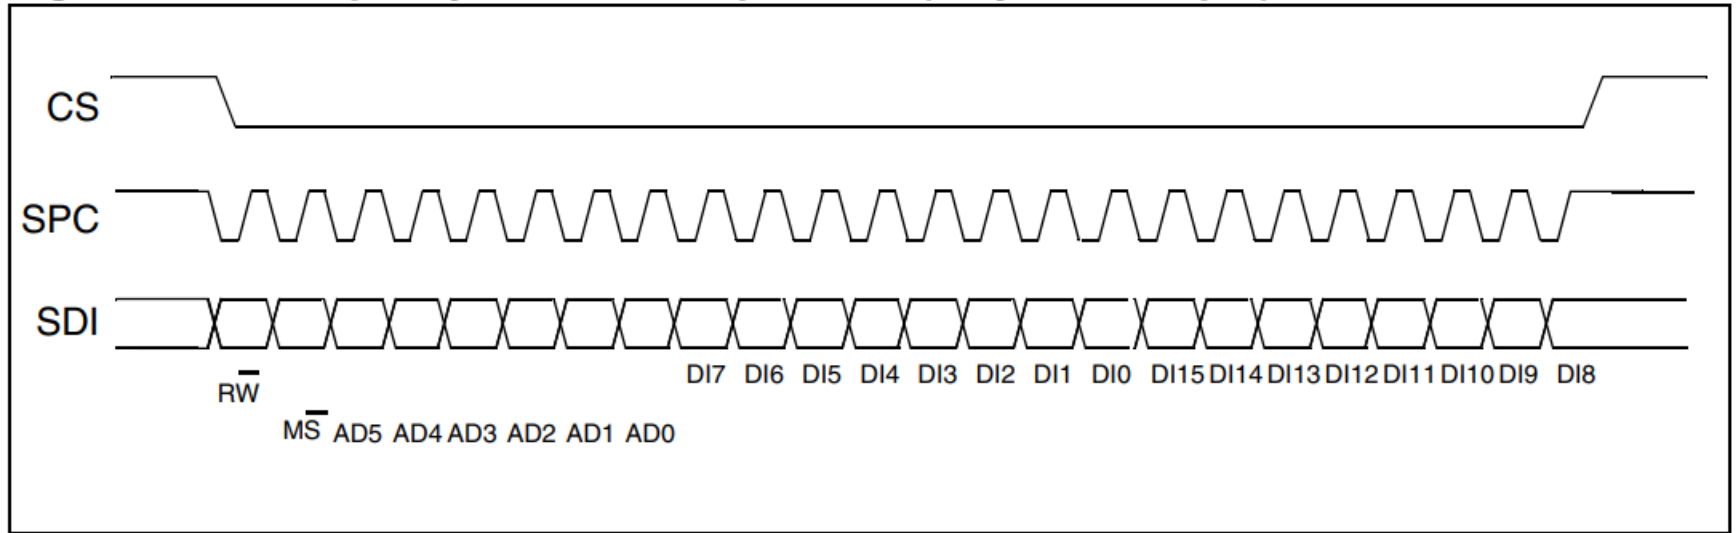 CS
SPC
SDI
DI7 DI6 DI5 DI4 DI3 DI2 DI1 DI0 DI15 DI14 DI13 DI12 DI11 DI10 DI9 DI8
RW̅
MS̅ AD5 AD4 AD3 AD2 AD1 AD0